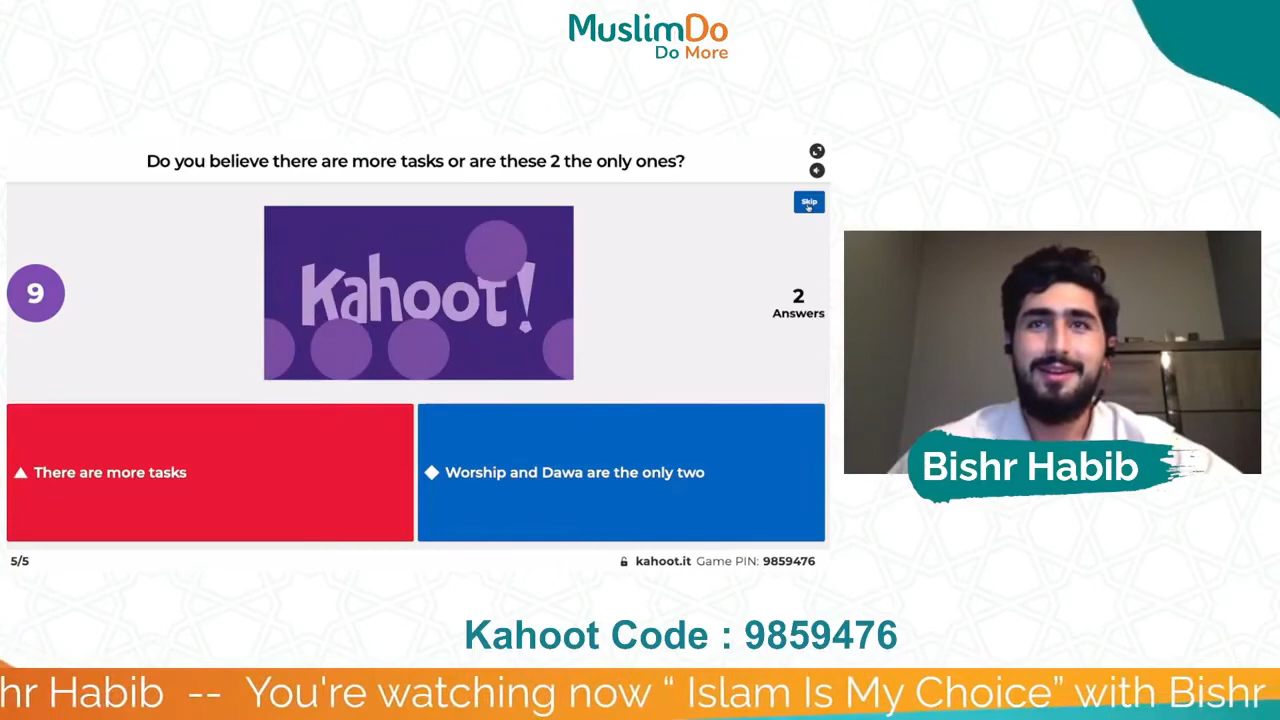 MuslimDo
Do More
Do you believe there are more tasks or are these 2 the only ones?
Skip
9
Kahoot!
2
Answers
There are more tasks
Worship and Dawa are the only two
Bishr Habib
5/5
kahoot.it Game PIN: 9859476
Kahoot Code : 9859476
hr Habib -- You're watching now “ Islam Is My Choice” with Bishr